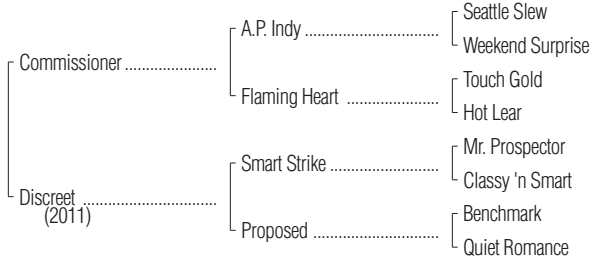 Seattle Slew
A.P. Indy ........................
Weekend Surprise
Commissioner ......................
Touch Gold
Flaming Heart ......................
Hot Lear
Mr. Prospector
Smart Strike ......................
Classy 'n Smart
Discreet ..............................
(2011)
Benchmark
Proposed ..........................
Quiet Romance